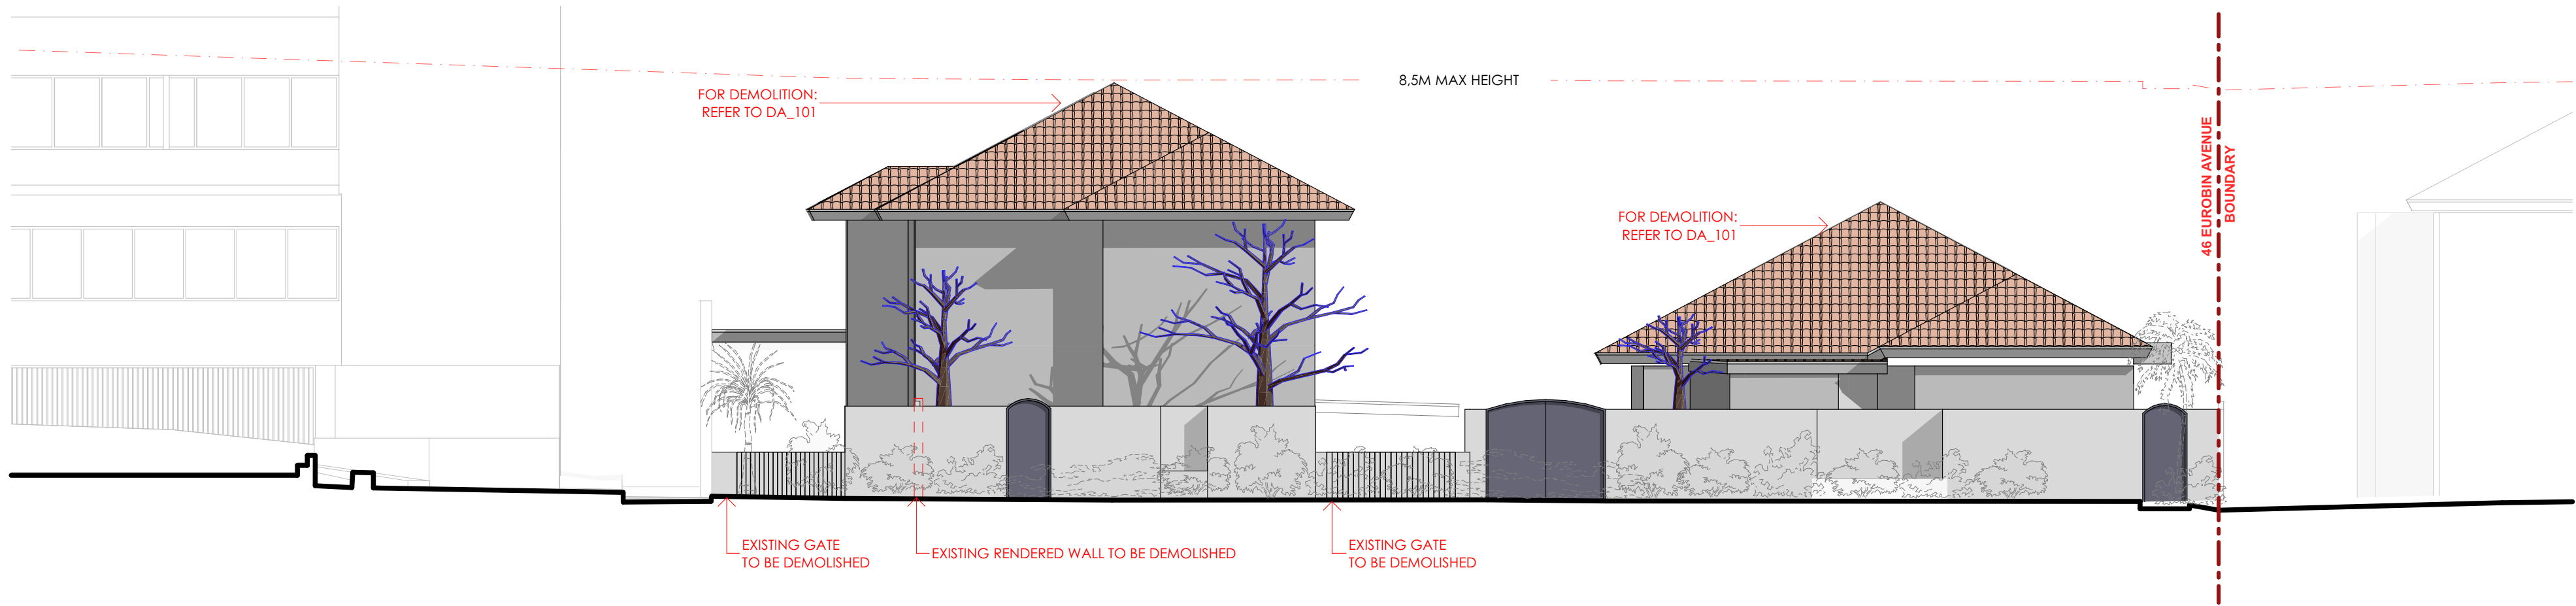 8,5M MAX HEIGHT
FOR DEMOLITION:
REFER TO DA_101
FOR DEMOLITION:
REFER TO DA_101
46 EUROBIN AVENUE
BOUNDARY
EXISTING GATE
TO BE DEMOLISHED
EXISTING RENDERED WALL TO BE DEMOLISHED
EXISTING GATE
TO BE DEMOLISHED